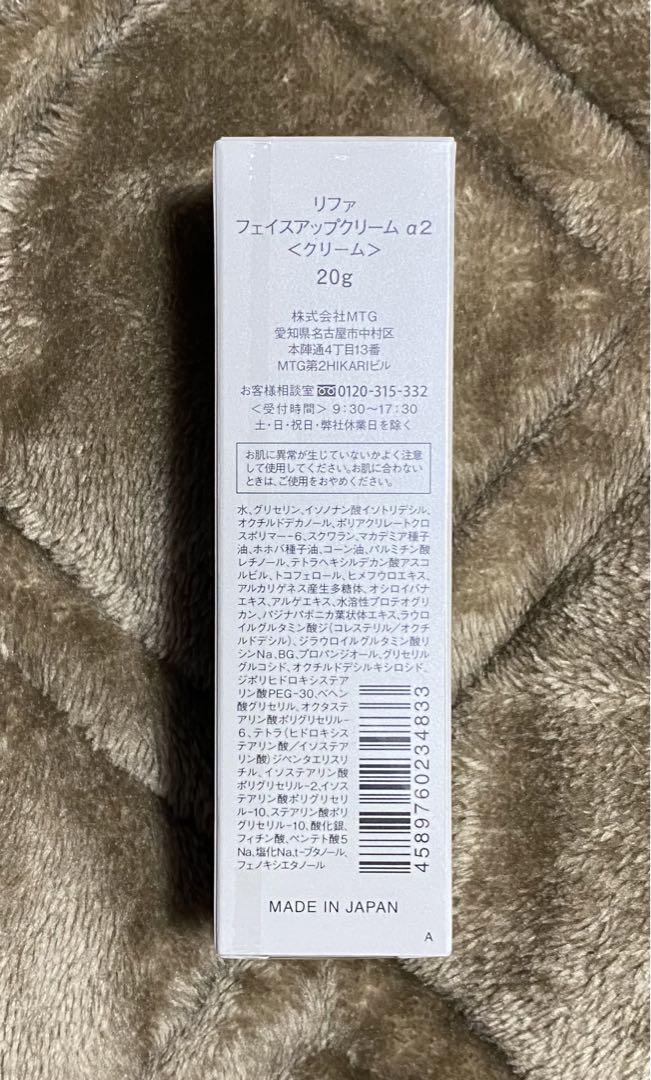 リファ
フェイスアップクリーム α2
＜クリーム＞
20g
株式会社MTG
愛知県名古屋市中村区
本陣通4丁目13番
MTG第2HIKARIビル
お客様相談室 0120-315-332
＜受付時間＞ 9：30～17：30
土・日・祝日・弊社休業日を除く
お肌に異常が生じていないかよく注意
して使用してください。お肌に合わない
ときは、ご使用をおやめください。
水、グリセリン、イソノナン酸イソトリデシル、
オクチルドデカノール、ポリアクリレートクロ
スポリマー-6、スクワラン、マカデミア種子
油、ホホバ種子油、コーン油、パルミチン酸
レチノール、テトラヘキシルデカン酸アスコ
ルビル、トコフェロール、ヒメフウロエキス、
アルカリゲネス産生多糖体、オシロイバナ
エキス、アルゲエキス、水溶性プロテオグリ
カン、パジナパボニカ葉状体エキス、ラウロ
イルグルタミン酸ジ(コレステリル/オクチ
ルドデシル)、ジラウロイルグルタミン酸リ
シンNa、BG、プロパンジオール、グリセリル
グルコシド、オクチルドデシルキシロシド、
ジポリヒドロキシステア
リン酸PEG-30、ベヘン
酸グリセリル、オクタステ
アリン酸ポリグリセリル-
6、テトラ(ヒドロキシス
テアリン酸/イソステア
リン酸)ジペンタエリスリ
チル、イソステアリン酸
ポリグリセリル-2、イソス
テアリン酸ポリグリセリ
ル-10、ステアリン酸ポリ
グリセリル-10、酸化銀、
フィチン酸、ペンテト酸5
Na、塩化Na、t-ブタノール、
フェノキシエタノール
4589760234833
MADE IN JAPAN
A